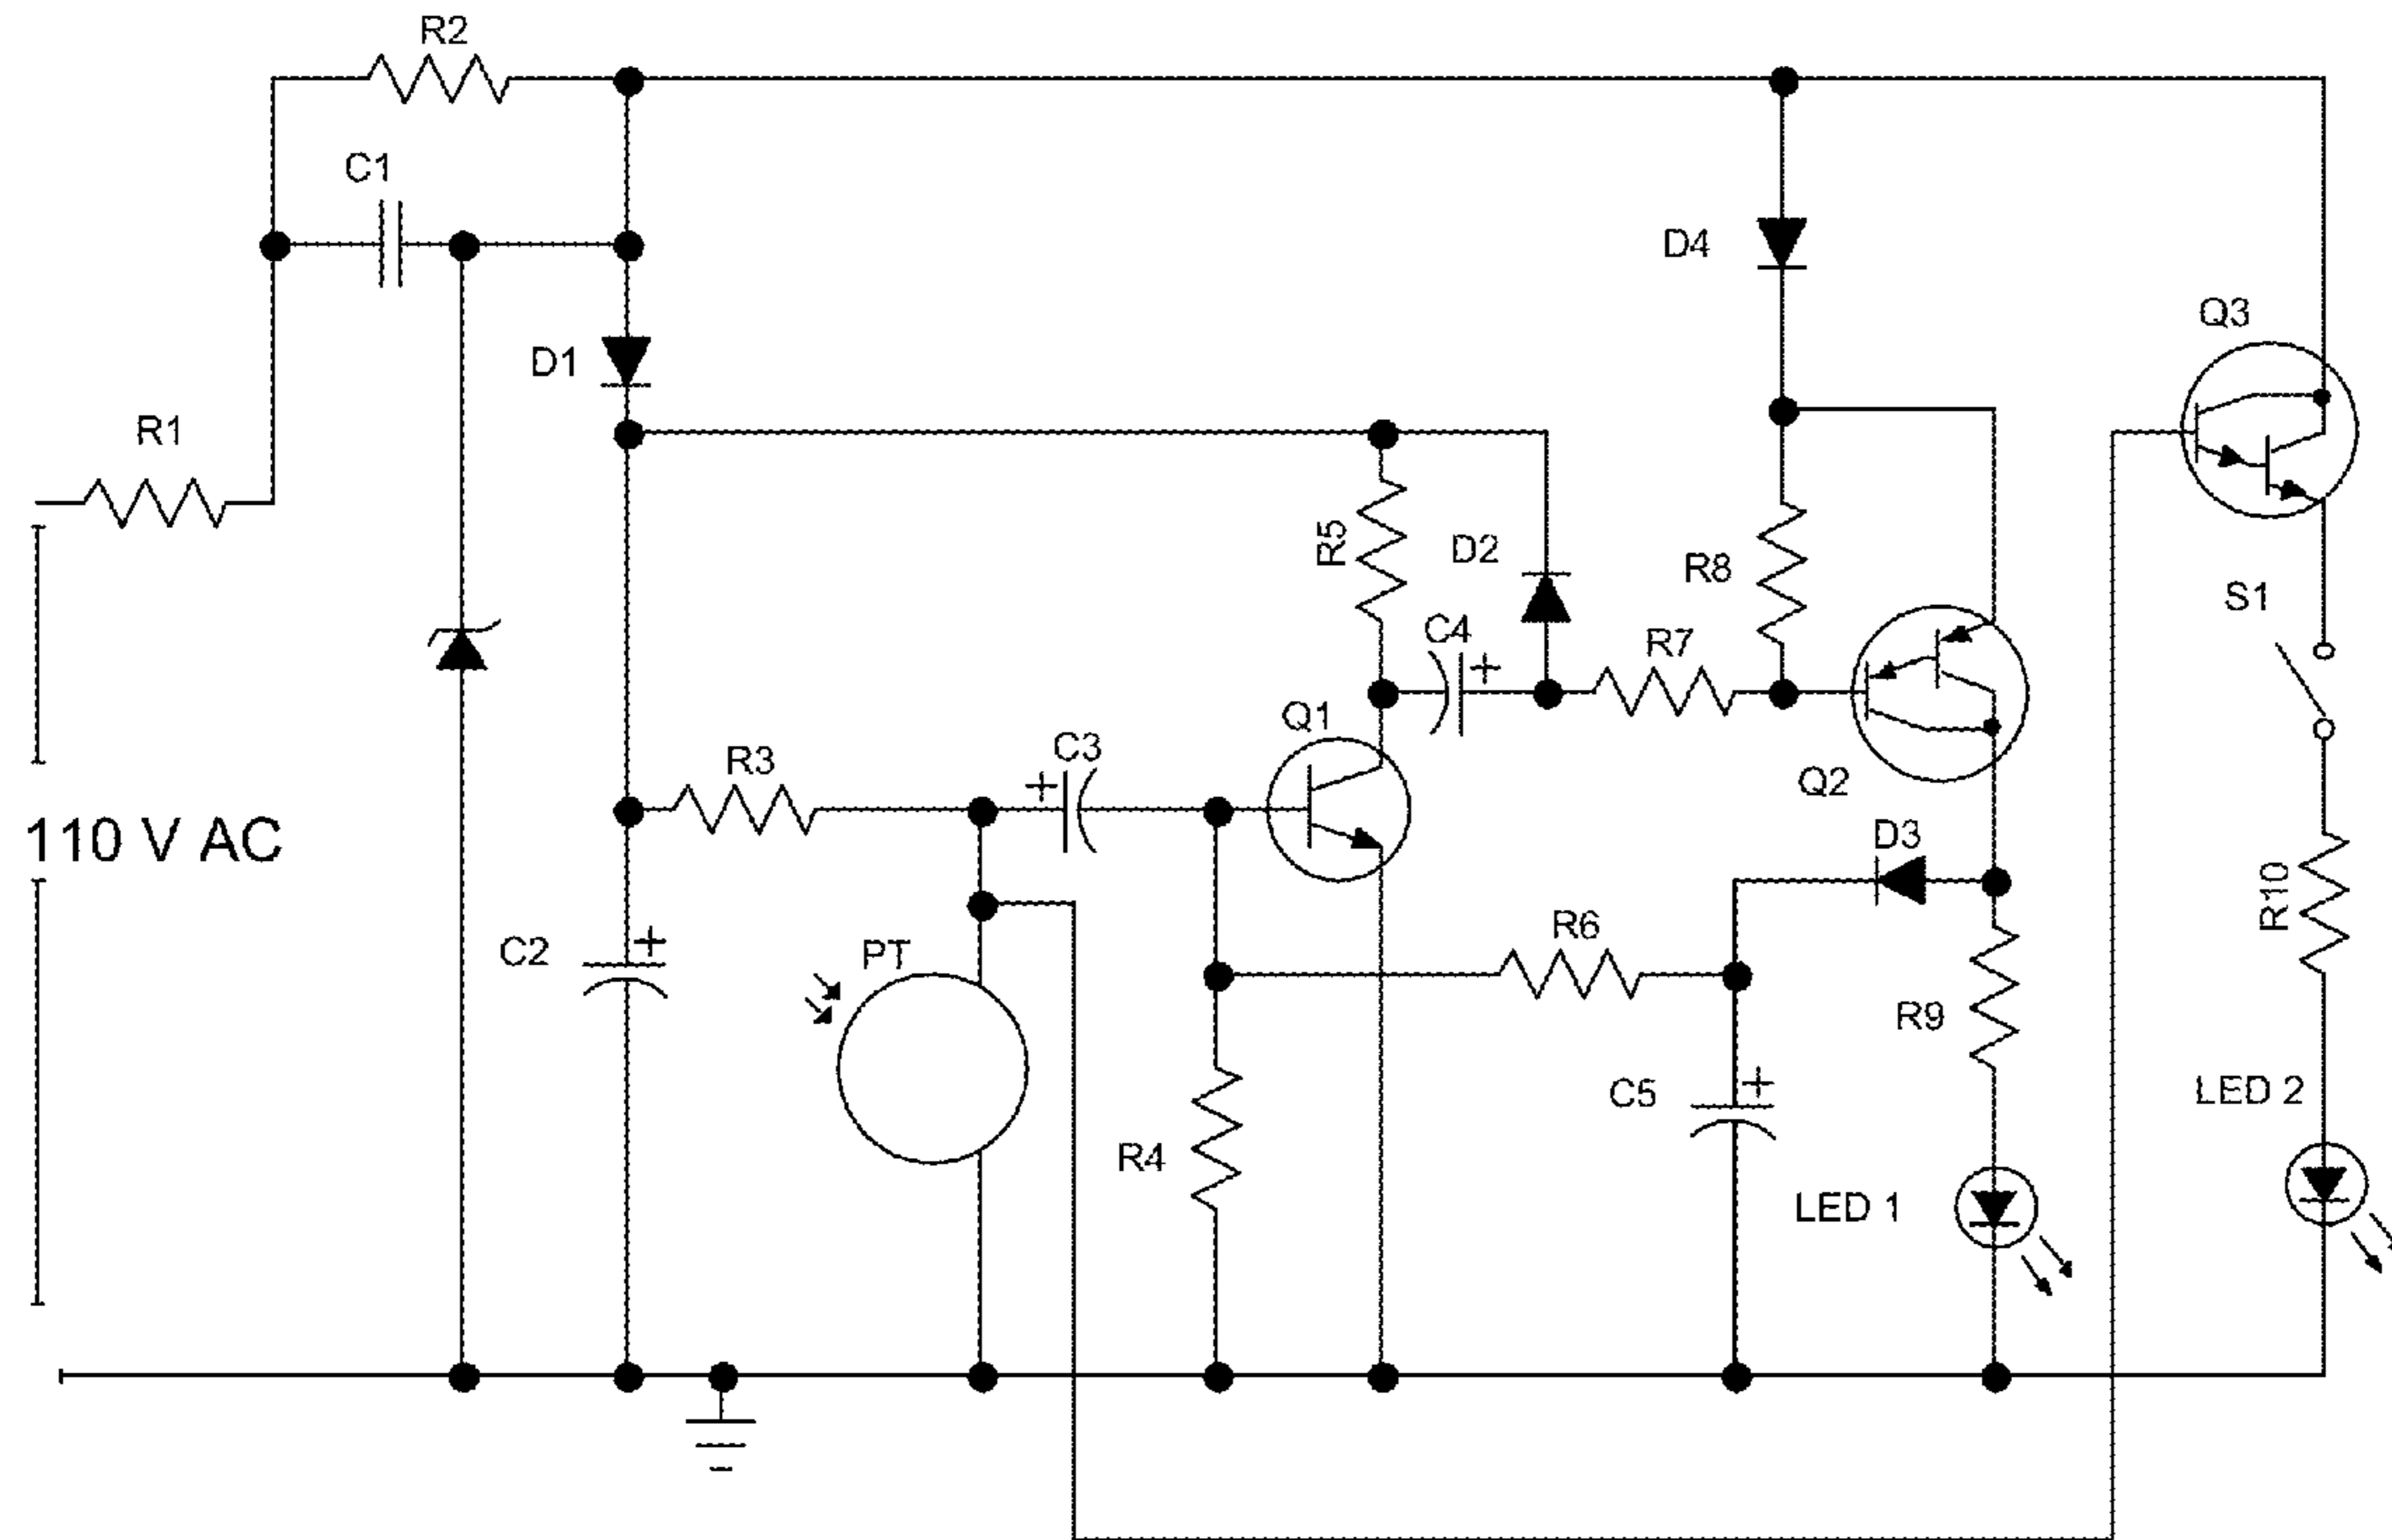 R2
C1
D4
Q3
D1
R1
R5
D2
R8
S1
C4
+
R7
Q1
C3
R3
+
Q2
D3
110 V AC
R10
R6
C2
+
PT
R9
+
C5
LED 2
R4
LED 1